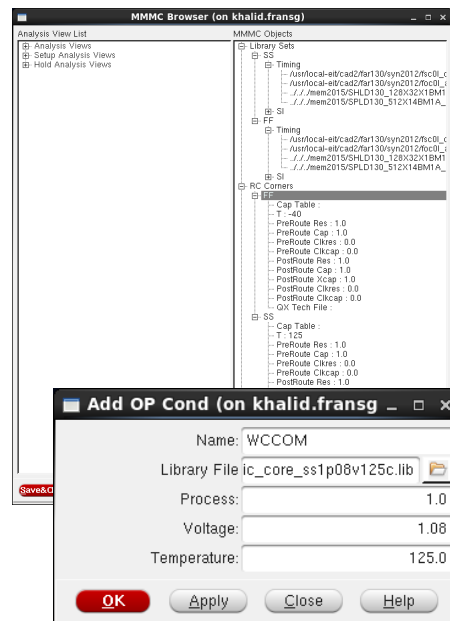 MMMC Browser (on khalid.fransg)
Analysis View List
Analysis Views
Setup Analysis Views
Hold Analysis Views
MMMC Objects
Library Sets
SS
Timing
/usr/local-eit/cad2/far130/syn2012/fsc0l_
/usr/local-eit/cad2/far130/syn2012/foc0l_
../../../mem2015/SHLD130_128X32X1BM1
../../../mem2015/SPLD130_512X14BM1A_
SI
FF
Timing
/usr/local-eit/cad2/far130/syn2012/fsc0l_
/usr/local-eit/cad2/far130/syn2012/foc0l_
../../../mem2015/SHLD130_128X32X1BM1
../../../mem2015/SPLD130_512X14BM1A_
SI
RC Corners
FF
Cap Table :
T : -40
PreRoute Res : 1.0
PreRoute Cap : 1.0
PreRoute Clkres : 0.0
PreRoute Clkcap : 0.0
PostRoute Res : 1.0
PostRoute Cap : 1.0
PostRoute Xcap : 1.0
PostRoute Clkres : 0.0
PostRoute Clkcap : 0.0
QX Tech File :
SS
Cap Table :
T : 125
PreRoute Res : 1.0
PreRoute Cap : 1.0
PreRoute Clkres : 0.0
PreRoute Clkcap : 0.0
PostRoute Res : 1.0
Add OP Cond (on khalid.fransg
Name: WCCOM
Library File ic_core_ss1p08v125c.lib
Process: 1.0
Voltage: 1.08
Temperature: 125.0
OK Apply Close Help